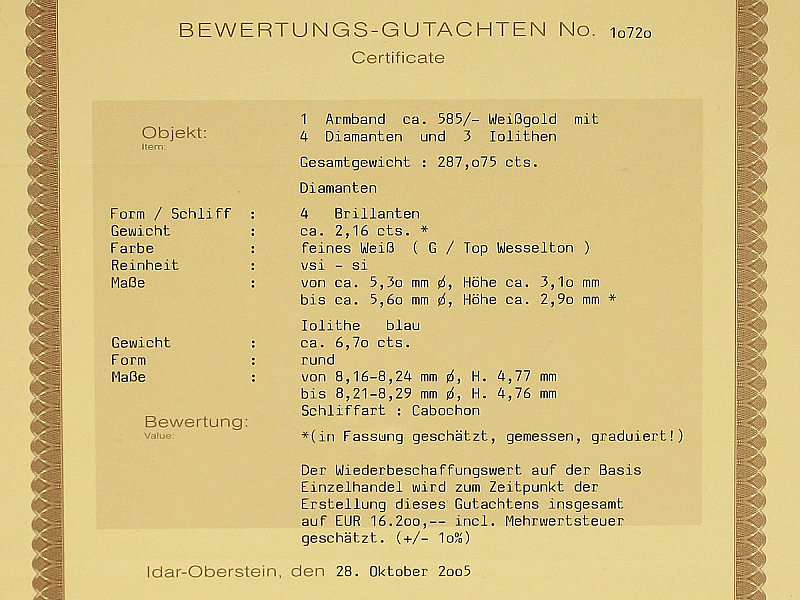 BEWERTUNGS-GUTACHTEN No. 1o72o
Certificate
Objekt:
Item:
1 Armband ca. 585/- Weißgold mit
4 Diamanten und 3 Iolithen
Gesamtgewicht : 287,o75 cts.
Diamanten
Form / Schliff : 4 Brillanten
Gewicht : ca. 2,16 cts. *
Farbe : feines Weiß ( G / Top Wesselton )
Reinheit : vsi - si
Maße : von ca. 5,3o mm ø, Höhe ca. 3,1o mm
bis ca. 5,6o mm ø, Höhe ca. 2,9o mm *
Iolithe blau
Gewicht : ca. 6,7o cts.
Form : rund
Maße : von 8,16-8,24 mm ø, H. 4,77 mm
bis 8,21-8,29 mm ø, H. 4,76 mm
Schliffart : Cabochon
Bewertung:
Value:
*(in Fassung geschätzt, gemessen, graduiert!)
Der Wiederbeschaffungswert auf der Basis
Einzelhandel wird zum Zeitpunkt der
Erstellung dieses Gutachtens insgesamt
auf EUR 16.2oo,-- incl. Mehrwertsteuer
geschätzt. (+/- 1o%)
Idar-Oberstein, den 28. Oktober 2oo5